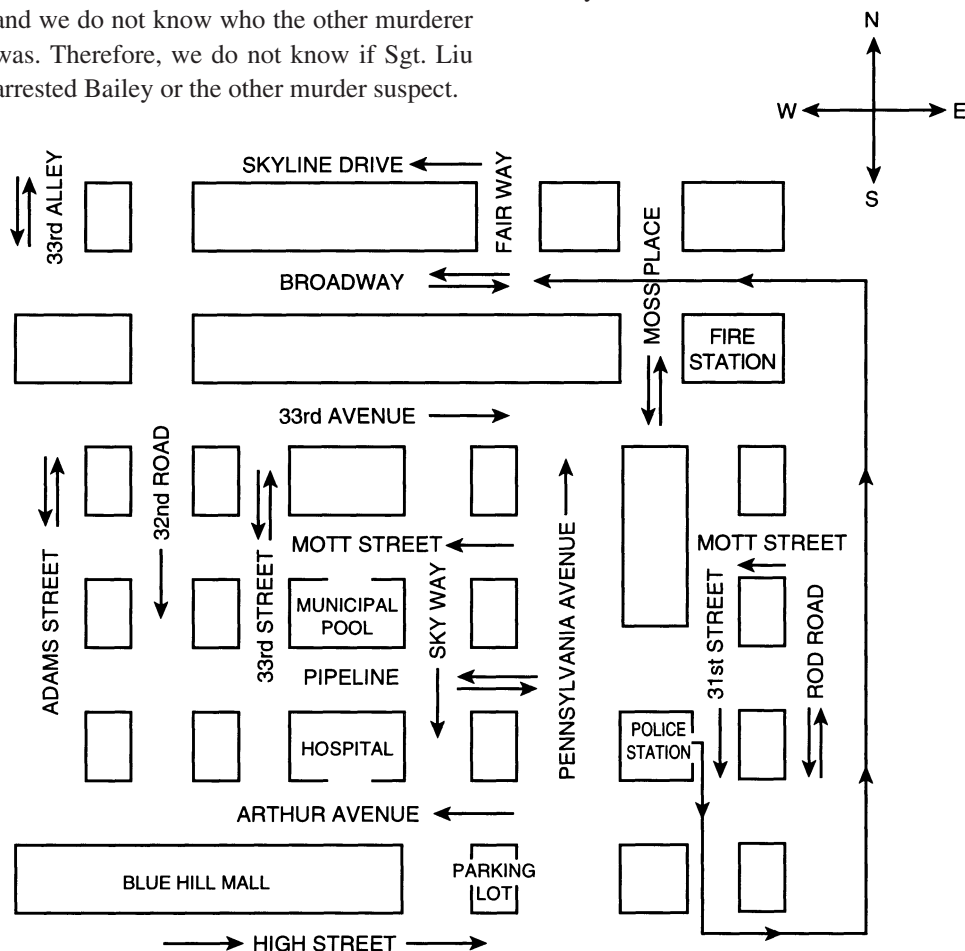 and we do not know who the other murderer
was. Therefore, we do not know if Sgt. Liu
arrested Bailey or the other murder suspect.
N
W
E
S
SKYLINE DRIVE
33rd ALLEY
FAIR WAY
BROADWAY
MOSS PLACE
FIRE
STATION
33rd AVENUE
32nd ROAD
MOTT STREET
MOTT STREET
ADAMS STREET
33rd STREET
MUNICIPAL
POOL
SKY WAY
PENNSYLVANIA AVENUE
31st STREET
ROD ROAD
PIPELINE
HOSPITAL
POLICE
STATION
ARTHUR AVENUE
BLUE HILL MALL
PARKING
LOT
HIGH STREET